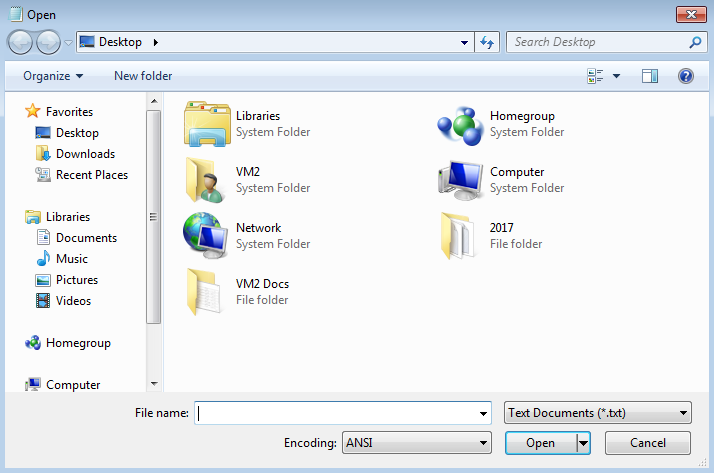 Open
Desktop
Search Desktop
Organize New folder
Favorites
Desktop
Downloads
Recent Places
Libraries
Documents
Music
Pictures
Videos
Homegroup
Computer
Libraries
System Folder
Homegroup
System Folder
VM2
System Folder
Computer
System Folder
Network
System Folder
2017
File folder
VM2 Docs
File folder
File name: Text Documents (*.txt)
Encoding: ANSI Open Cancel